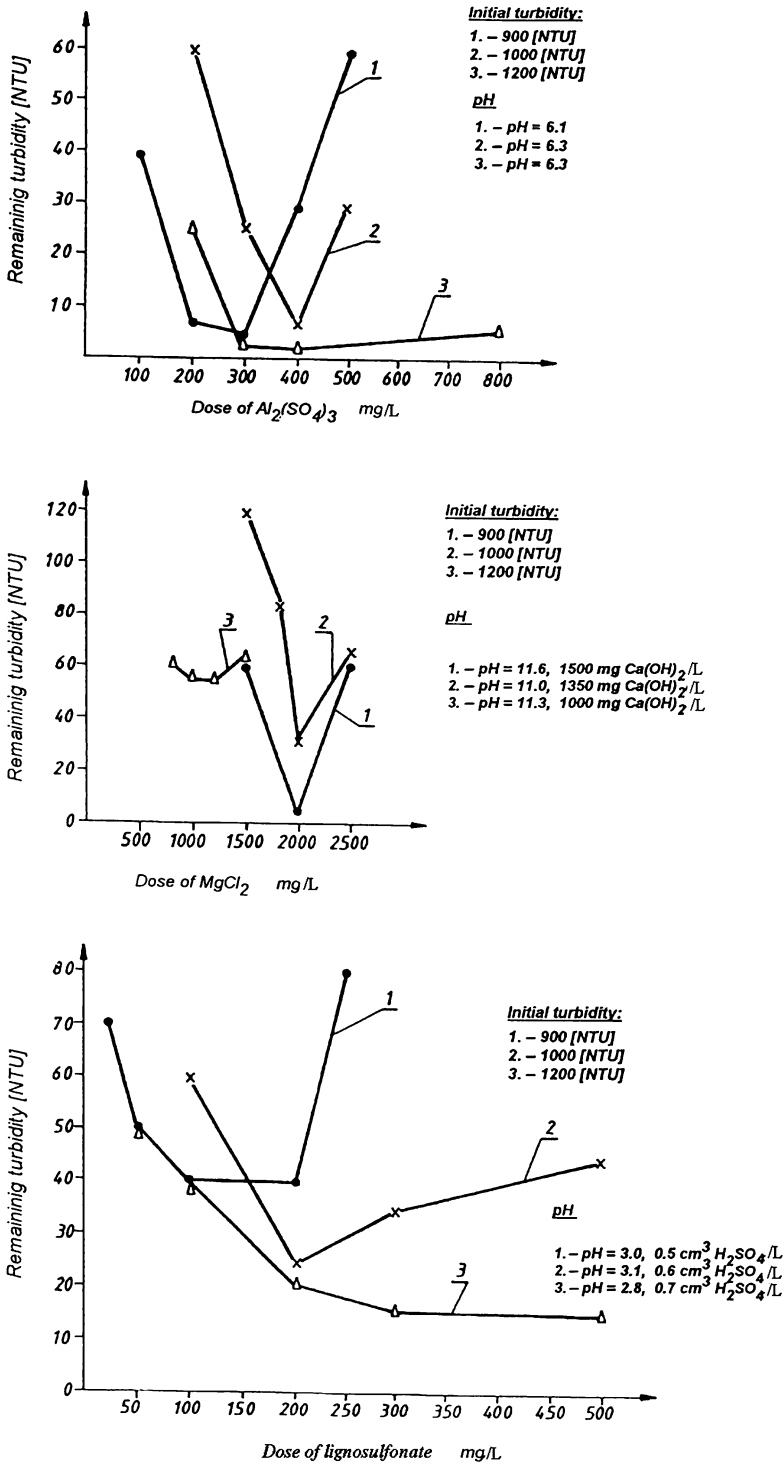 Remaininig turbidity [NTU]
60
50
40
30
20
10
1
2
3
100 200 300 400 500 600 700 800
Dose of Al2(SO4)3 mg/L
Initial turbidity:
1. – 900 [NTU]
2. – 1000 [NTU]
3. – 1200 [NTU]
pH
1. – pH = 6.1
2. – pH = 6.3
3. – pH = 6.3
Remaininig turbidity [NTU]
120
100
80
60
40
20
0
3
2
1
500 1000 1500 2000 2500
Dose of MgCl2 mg/L
Initial turbidity:
1. – 900 [NTU]
2. – 1000 [NTU]
3. – 1200 [NTU]
pH
1. – pH = 11.6, 1500 mg Ca(OH)2/L
2. – pH = 11.0, 1350 mg Ca(OH)2/L
3. – pH = 11.3, 1000 mg Ca(OH)2/L
Remaininig turbidity [NTU]
80
70
60
50
40
30
20
10
0
1
2
3
50 100 150 200 250 300 350 400 450 500
Dose of lignosulfonate mg/L
Initial turbidity:
1. – 900 [NTU]
2. – 1000 [NTU]
3. – 1200 [NTU]
pH
1. – pH = 3.0, 0.5 cm3 H2SO4/L
2. – pH = 3.1, 0.6 cm3 H2SO4/L
3. – pH = 2.8, 0.7 cm3 H2SO4/L